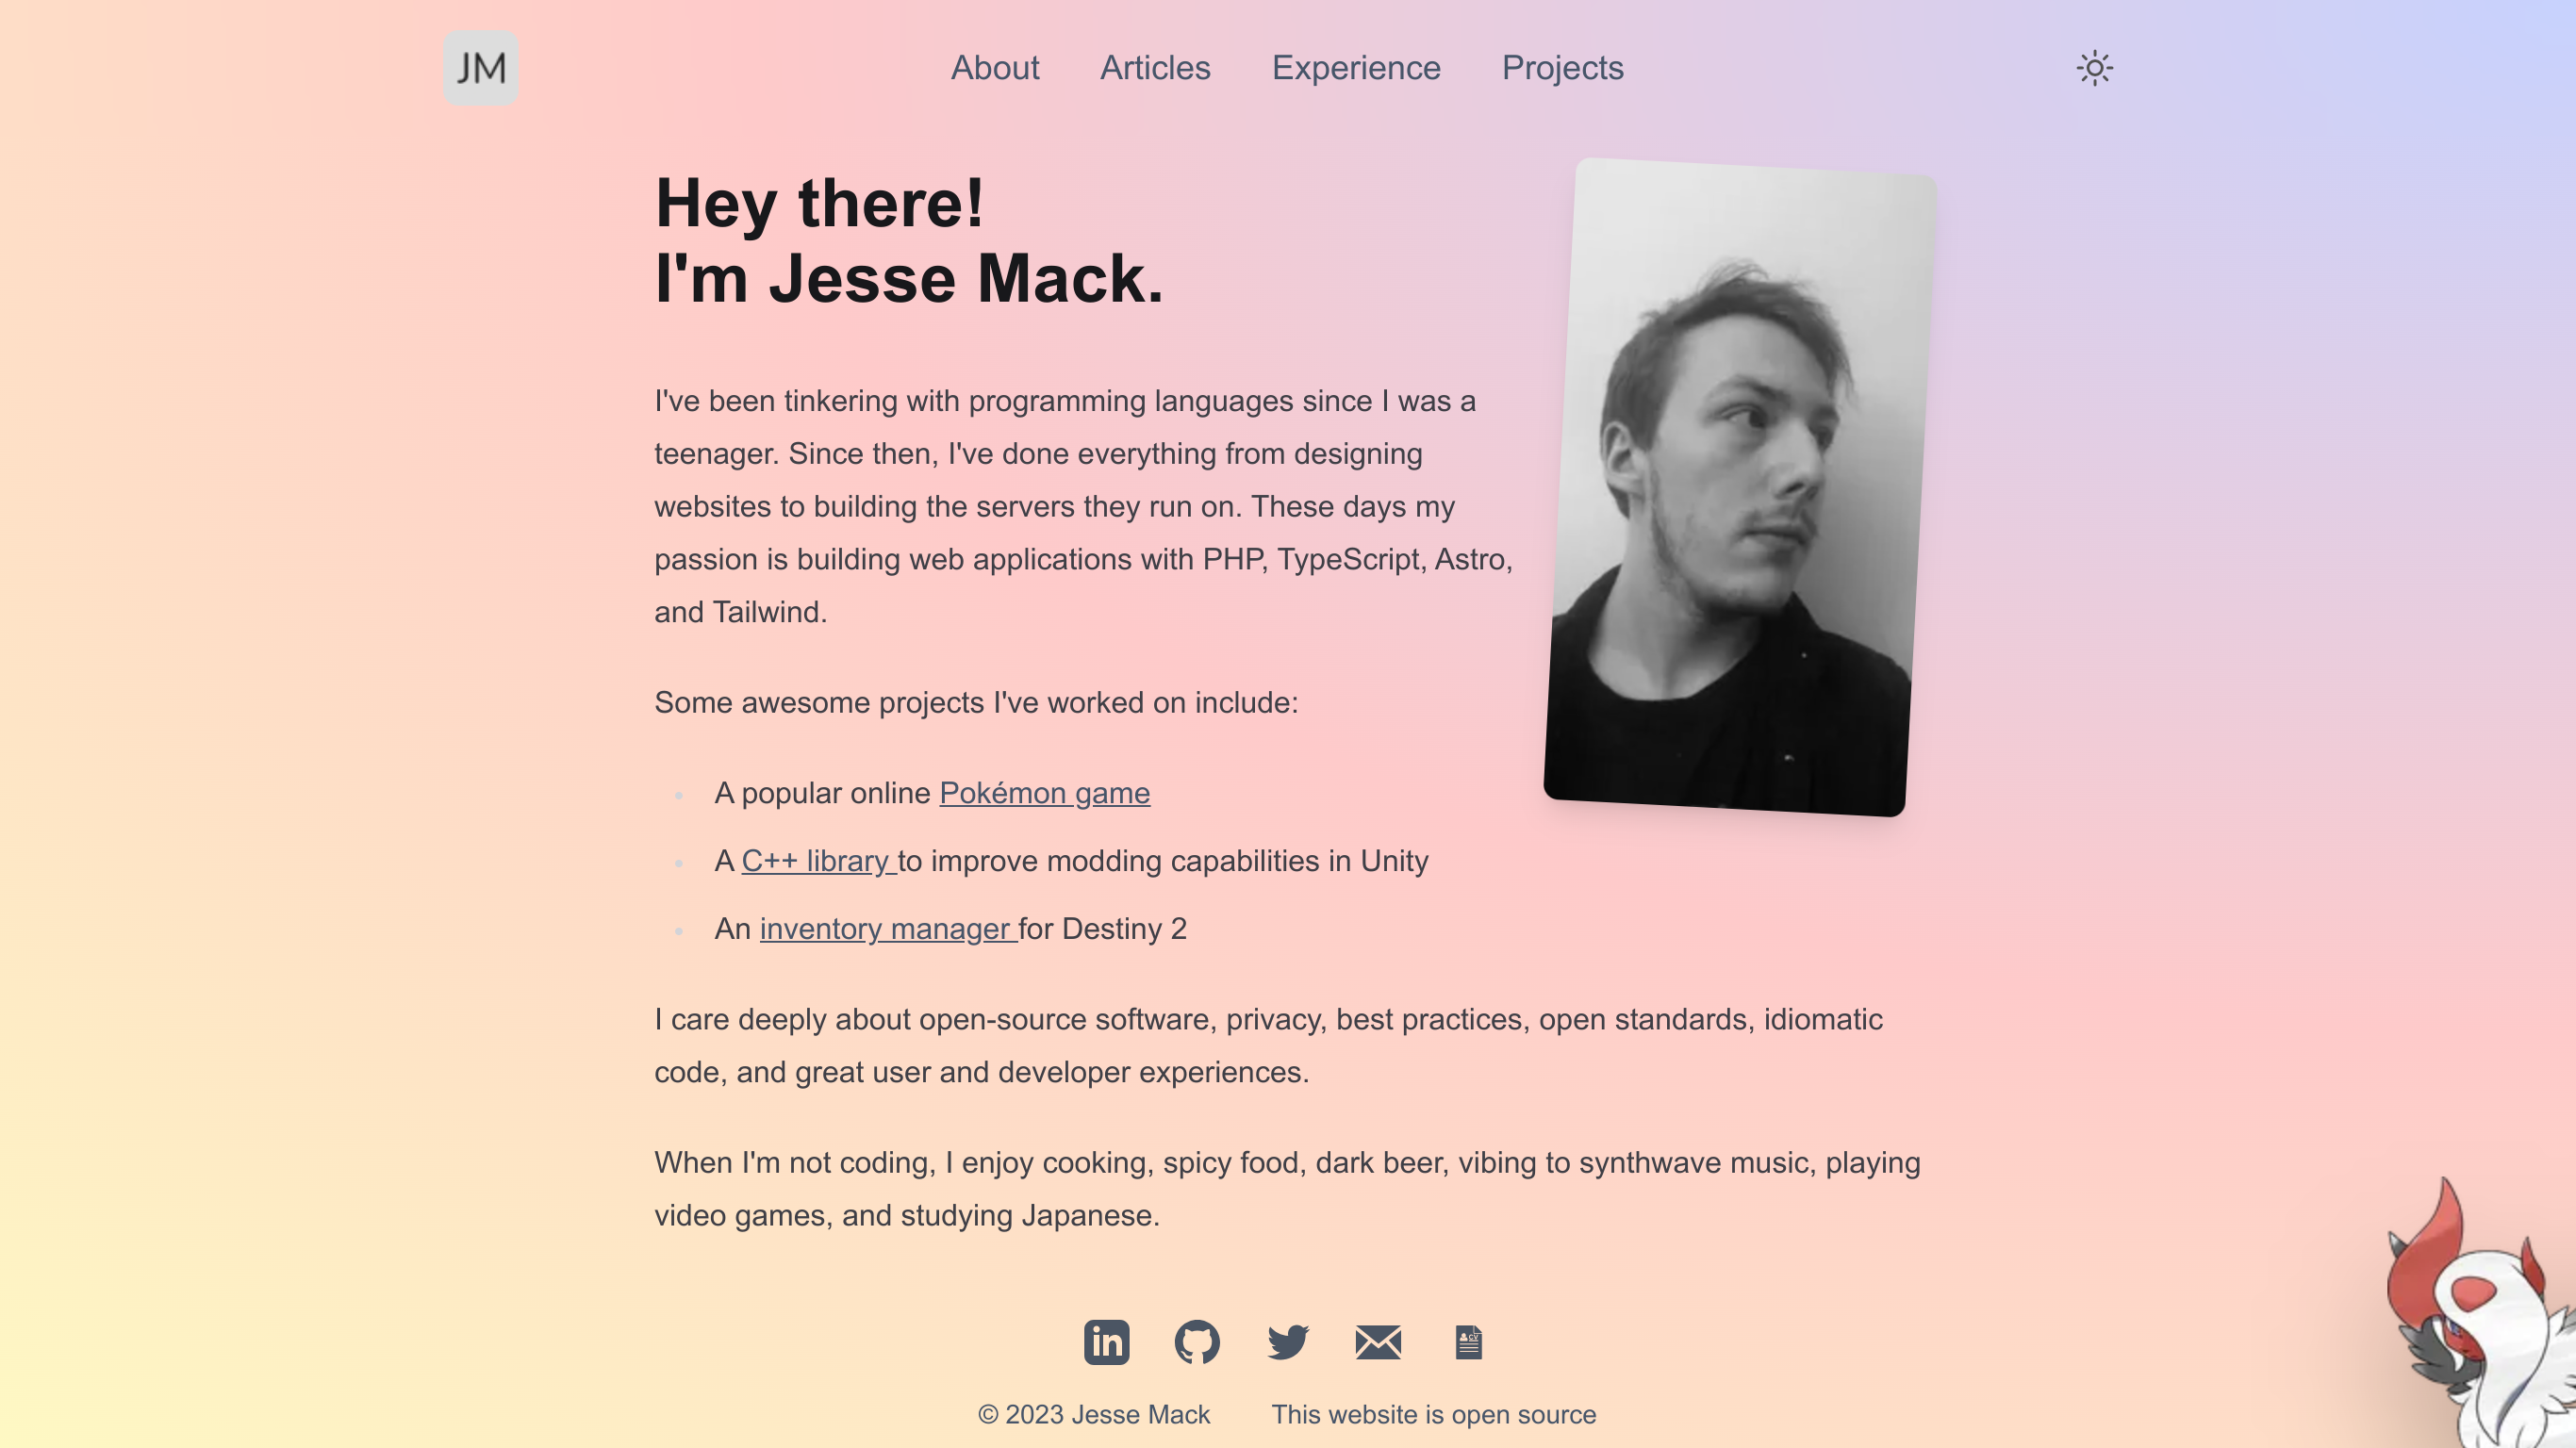 JM
About Articles Experience Projects
Hey there!
I'm Jesse Mack.
I've been tinkering with programming languages since I was a
teenager. Since then, I've done everything from designing
websites to building the servers they run on. These days my
passion is building web applications with PHP, TypeScript, Astro,
and Tailwind.
Some awesome projects I've worked on include:
A popular online Pokémon game
A C++ library to improve modding capabilities in Unity
An inventory manager for Destiny 2
I care deeply about open-source software, privacy, best practices, open standards, idiomatic
code, and great user and developer experiences.
When I'm not coding, I enjoy cooking, spicy food, dark beer, vibing to synthwave music, playing
video games, and studying Japanese.
in CV
© 2023 Jesse Mack This website is open source